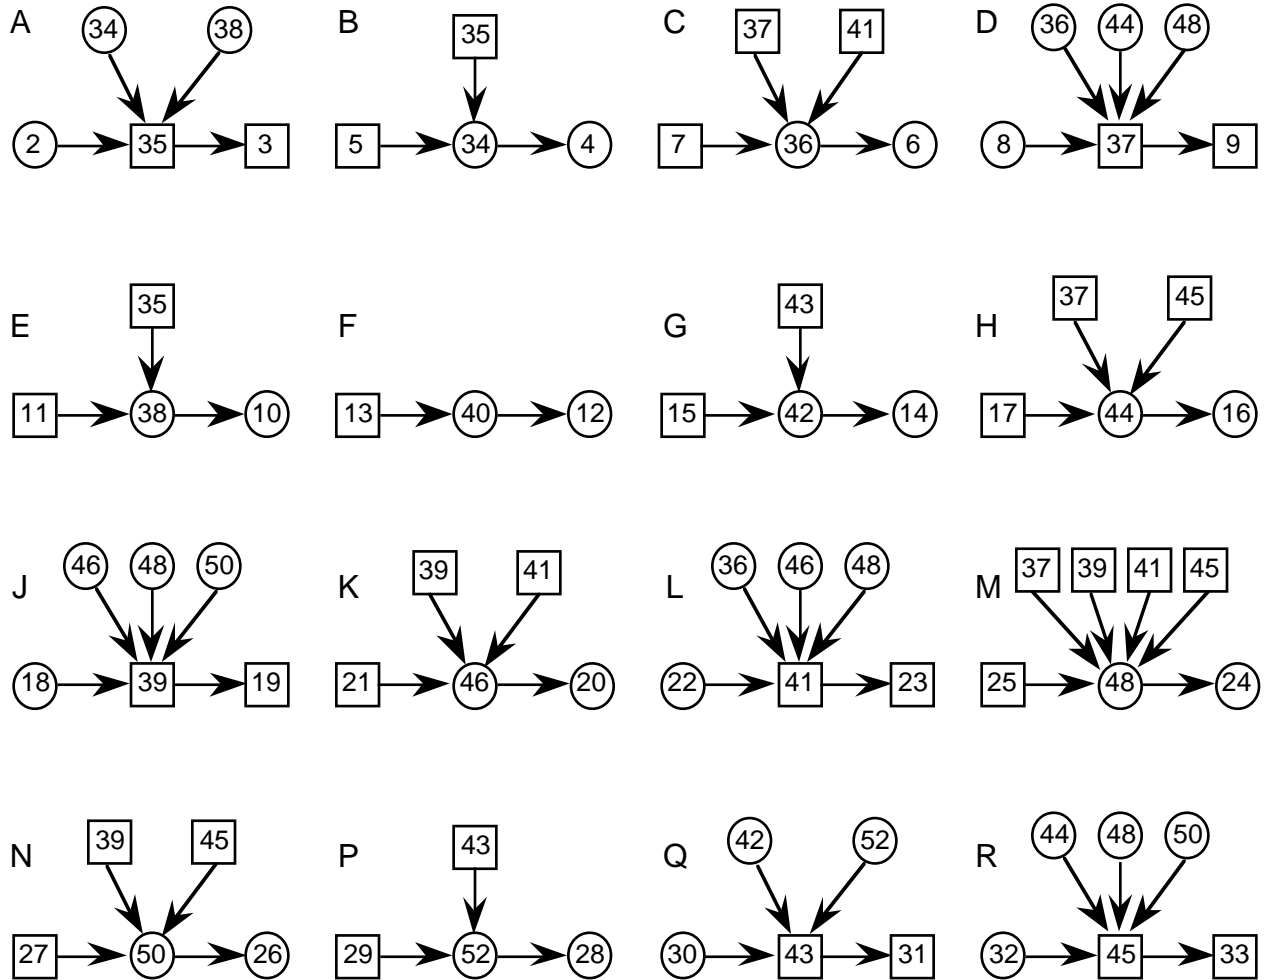 A 34 38 B 35 C 37 41 D 36 44 48
2 35 3 5 34 4 7 36 6 8 37 9
E 35 F G 43 H 37 45
11 38 10 13 40 12 15 42 14 17 44 16
J 46 48 50 K 39 41 L 36 46 48 M 37 39 41 45
18 39 19 21 46 20 22 41 23 25 48 24
N 39 45 P 43 Q 42 52 R 44 48 50
27 50 26 29 52 28 30 43 31 32 45 33